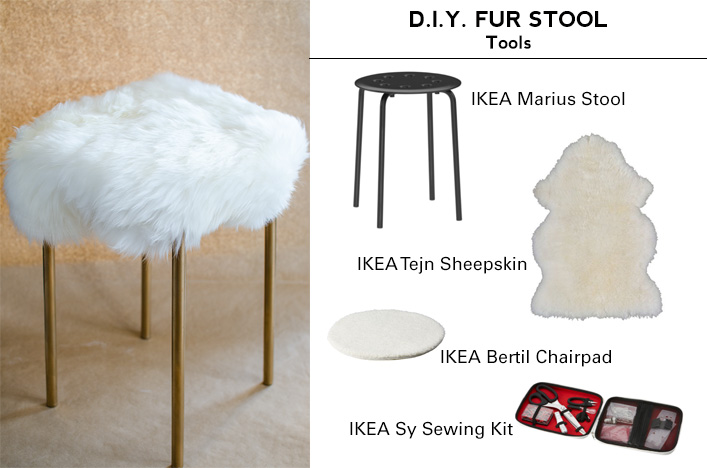 D.I.Y. FUR STOOL
Tools
IKEA Marius Stool
IKEA Tejn Sheepskin
IKEA Bertil Chairpad
IKEA Sy Sewing Kit